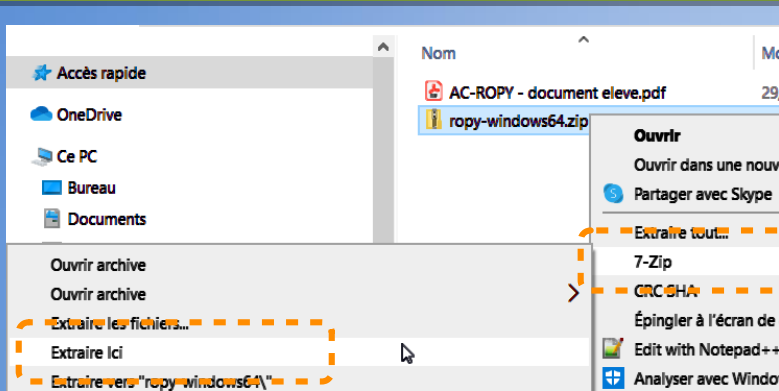 Nom
Accès rapide
AC-ROPY - document eleve.pdf
OneDrive
ropy-windows64.zip
Ouvrir
Ce PC
Ouvrir dans une
Bureau
Partager avec Skype
Documents
Extraire tout...
Ouvrir archive
7-Zip
Ouvrir archive
CRC SHA
Extraire les fichiers...
Épingler à l'écran de
Extraire Ici
Edit with Notepad++
Extraire vers "ropy-windows64\"
Analyser avec